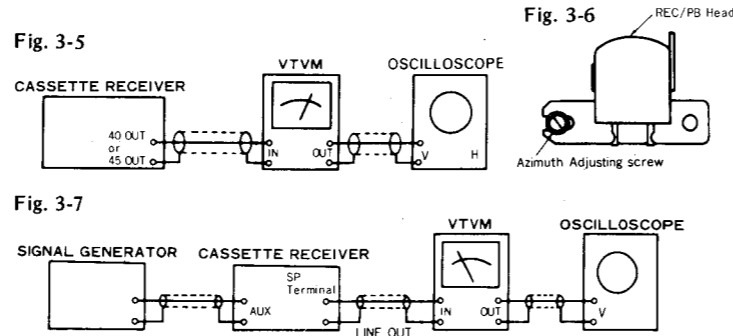 Fig. 3-5
CASSETTE RECEIVER
40 OUT
or
45 OUT
VTVM
IN
OUT
OSCILLOSCOPE
V
H
Fig. 3-6
REC/PB Head
Azimuth Adjusting screw
Fig. 3-7
SIGNAL GENERATOR
CASSETTE RECEIVER
AUX
SP
Terminal
LINE OUT
VTVM
IN
OUT
OSCILLOSCOPE
V